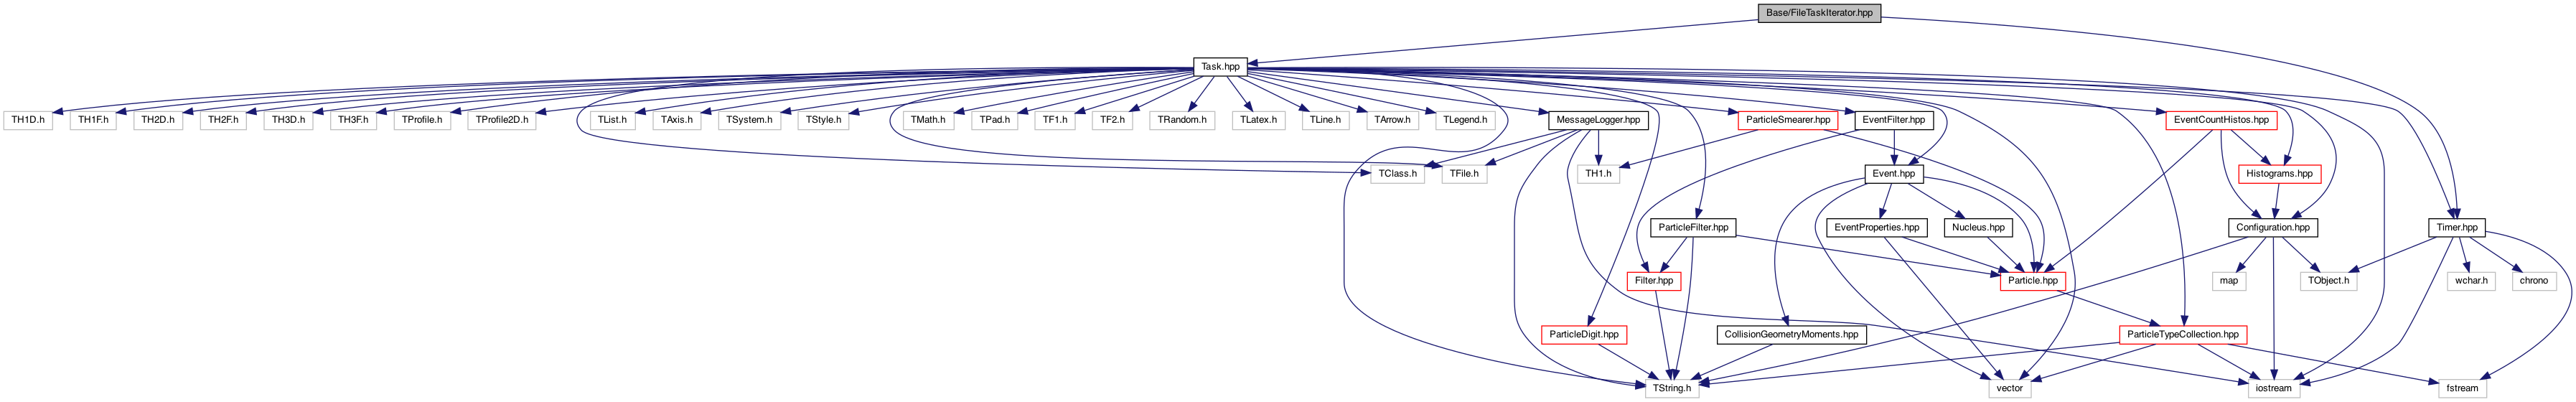 Base/FileTaskIterator.hpp
Task.hpp
TH1D.h
TH1F.h
TH2D.h
TH2F.h
TH3D.h
TH3F.h
TProfile.h
TProfile2D.h
TList.h
TAxis.h
TSystem.h
TStyle.h
TMath.h
TPad.h
TF1.h
TF2.h
TRandom.h
TLatex.h
TLine.h
TArrow.h
TLegend.h
MessageLogger.hpp
ParticleSmearer.hpp
EventFilter.hpp
EventCountHistos.hpp
TClass.h
TFile.h
TH1.h
Event.hpp
Histograms.hpp
ParticleFilter.hpp
EventProperties.hpp
Nucleus.hpp
Configuration.hpp
Timer.hpp
Filter.hpp
Particle.hpp
map
TObject.h
wchar.h
chrono
ParticleDigit.hpp
CollisionGeometryMoments.hpp
ParticleTypeCollection.hpp
TString.h
vector
iostream
fstream